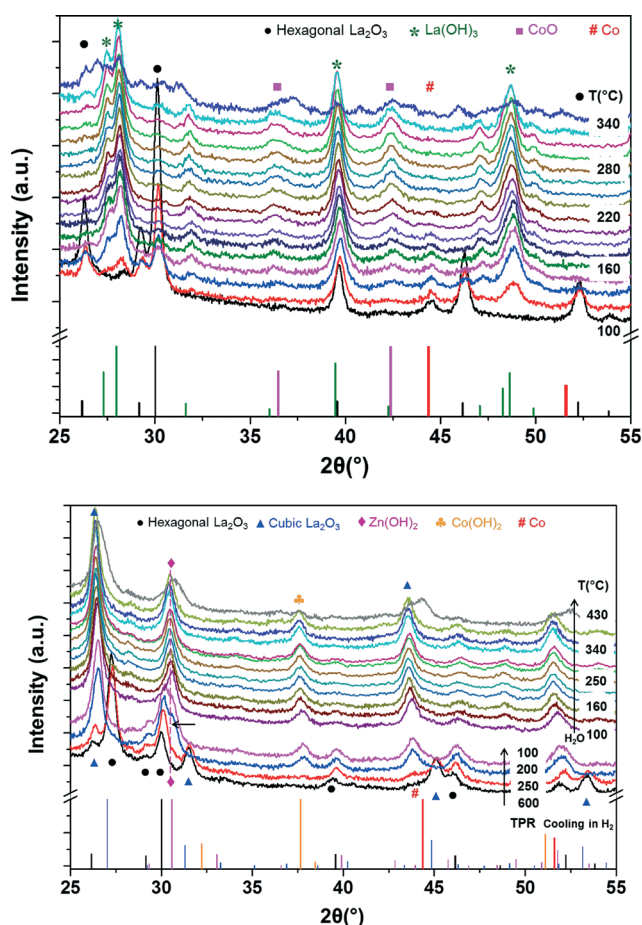 ● Hexagonal La₂O₃ * La(OH)₃ ■ CoO # Co
T(°C)
340
280
220
160
100
Intensity (a.u.)
25 30 35 40 45 50 55
2θ(°)
● Hexagonal La₂O₃ ▲ Cubic La₂O₃ ♦ Zn(OH)₂ ♣ Co(OH)₂ # Co
T(°C)
430
340
250
160
H₂O 100
100
200
250
600
TPR Cooling in H₂
Intensity (a.u.)
25 30 35 40 45 50 55
2θ(°)